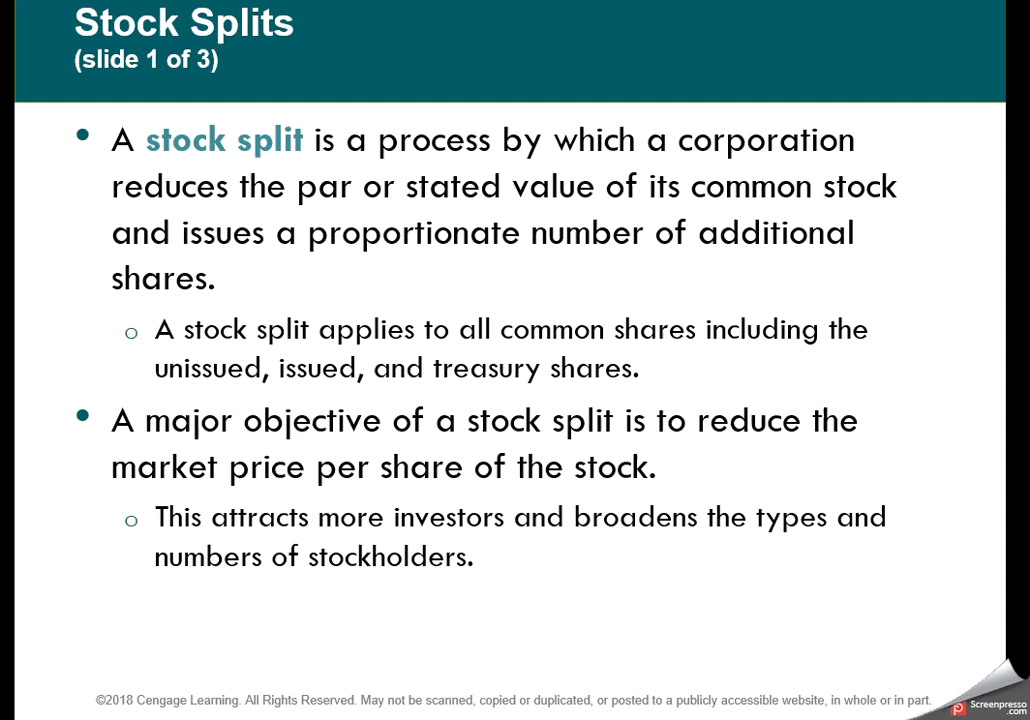 Stock Splits
(slide 1 of 3)
• A stock split is a process by which a corporation
reduces the par or stated value of its common stock
and issues a proportionate number of additional
shares.
o A stock split applies to all common shares including the
unissued, issued, and treasury shares.
• A major objective of a stock split is to reduce the
market price per share of the stock.
o This attracts more investors and broadens the types and
numbers of stockholders.
©2018 Cengage Learning. All Rights Reserved. May not be scanned, copied or duplicated, or posted to a publicly accessible website, in whole or in part.
Screenpresso
.com